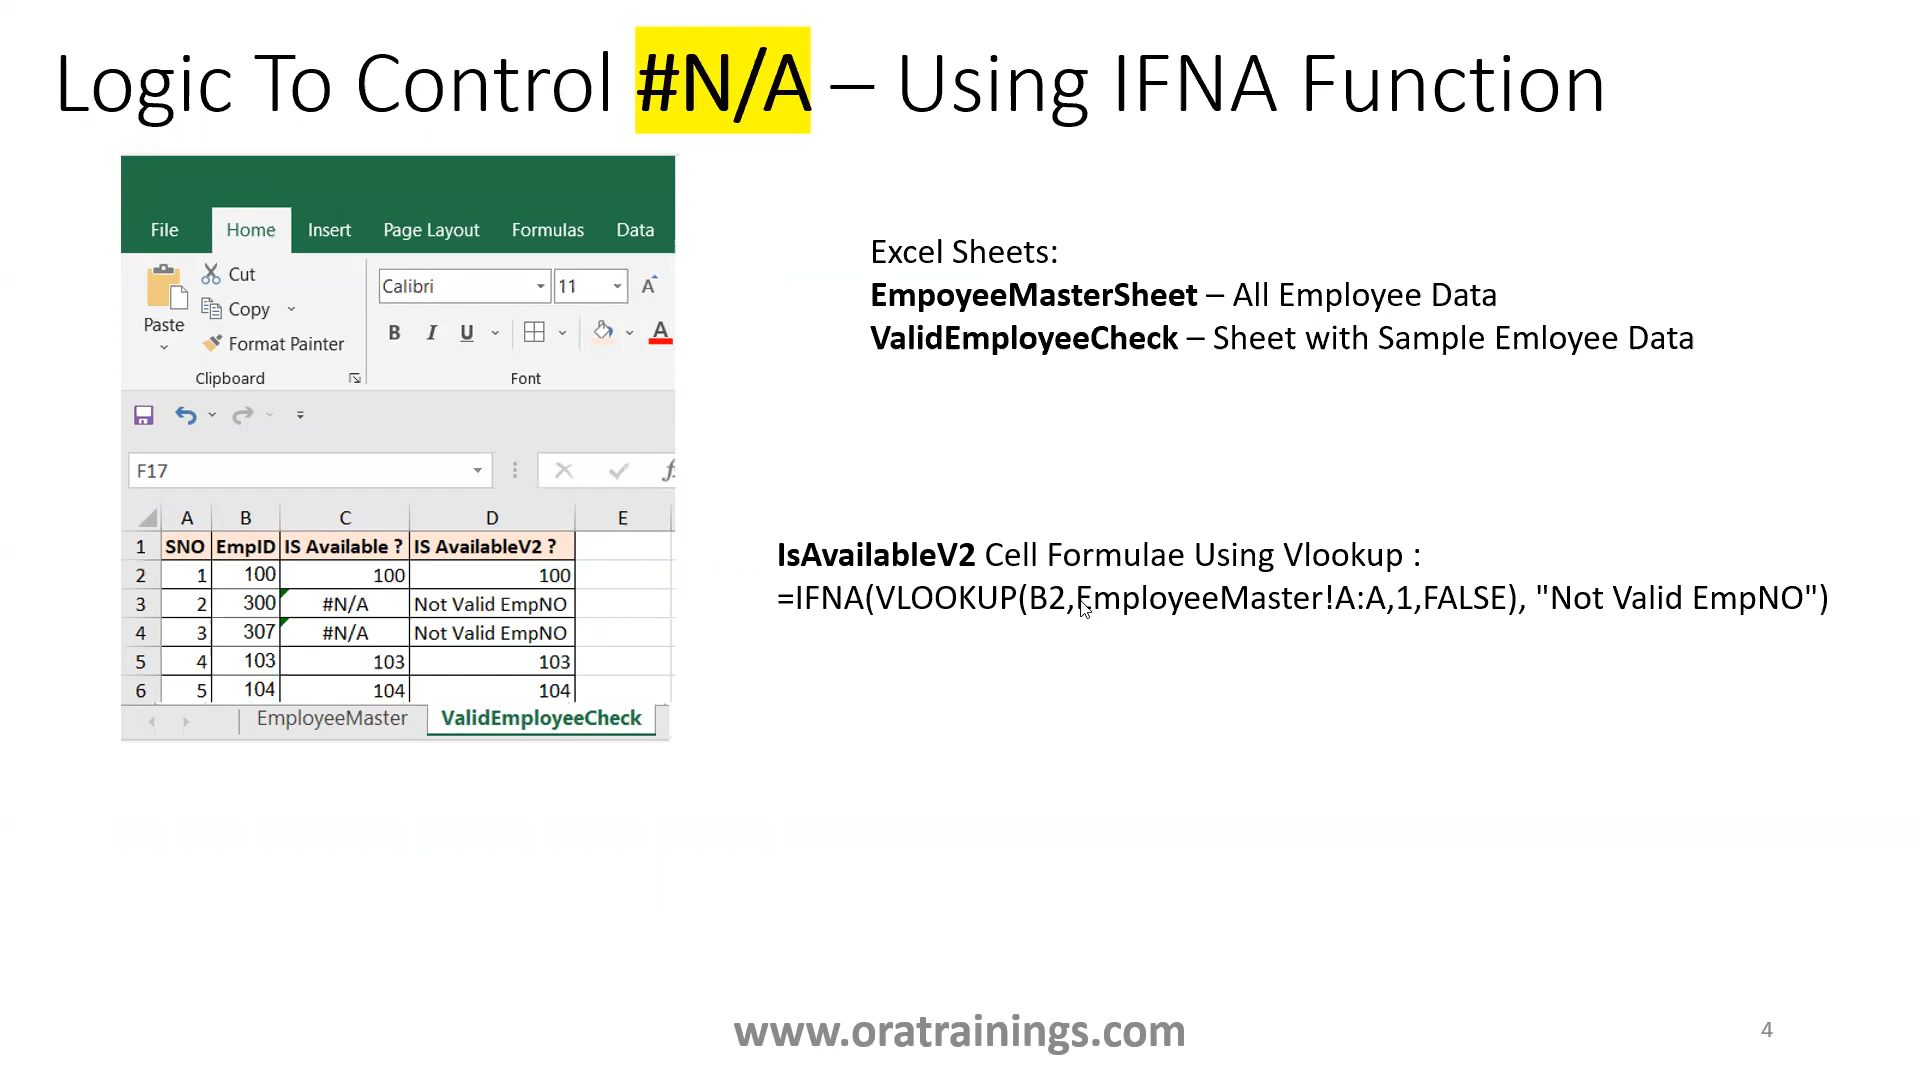 Logic To Control #N/A – Using IFNA Function
File Home Insert Page Layout Formulas Data
Cut
Copy
Format Painter
Paste
Clipboard
Calibri 11 A
B I U A
Font
F17
A B C D E
1 SNO EmpID IS Available ? IS AvailableV2 ?
2 1 100 100 100
3 2 300 #N/A Not Valid EmpNO
4 3 307 #N/A Not Valid EmpNO
5 4 103 103 103
6 5 104 104 104
EmployeeMaster ValidEmployeeCheck
Excel Sheets:
EmpoyeeMasterSheet – All Employee Data
ValidEmployeeCheck – Sheet with Sample Emloyee Data
IsAvailableV2 Cell Formulae Using Vlookup :
=IFNA(VLOOKUP(B2,EmployeeMaster!A:A,1,FALSE), "Not Valid EmpNO")
www.oratrainings.com
4